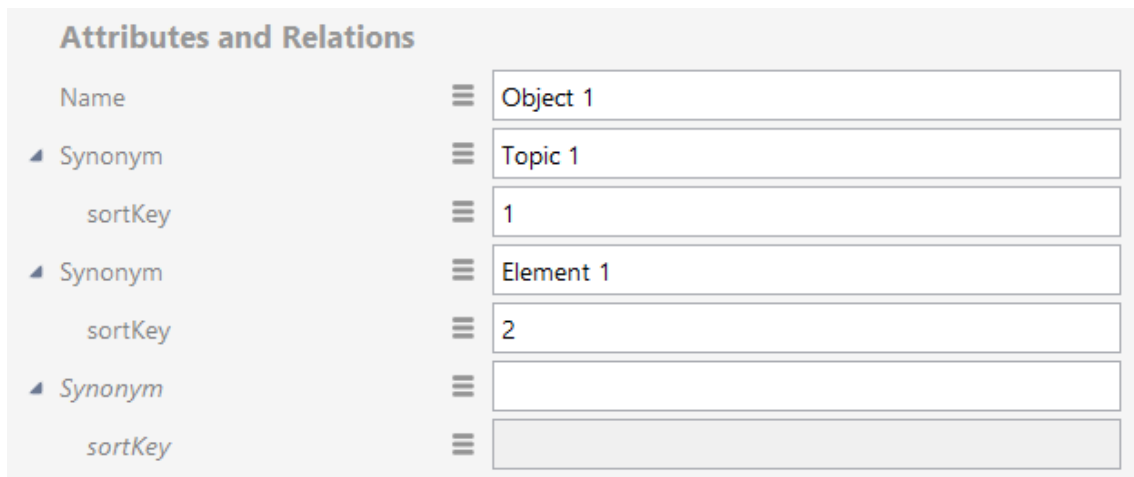 Attributes and Relations
Name Object 1
Synonym Topic 1
sortKey 1
Synonym Element 1
sortKey 2
Synonym
sortKey